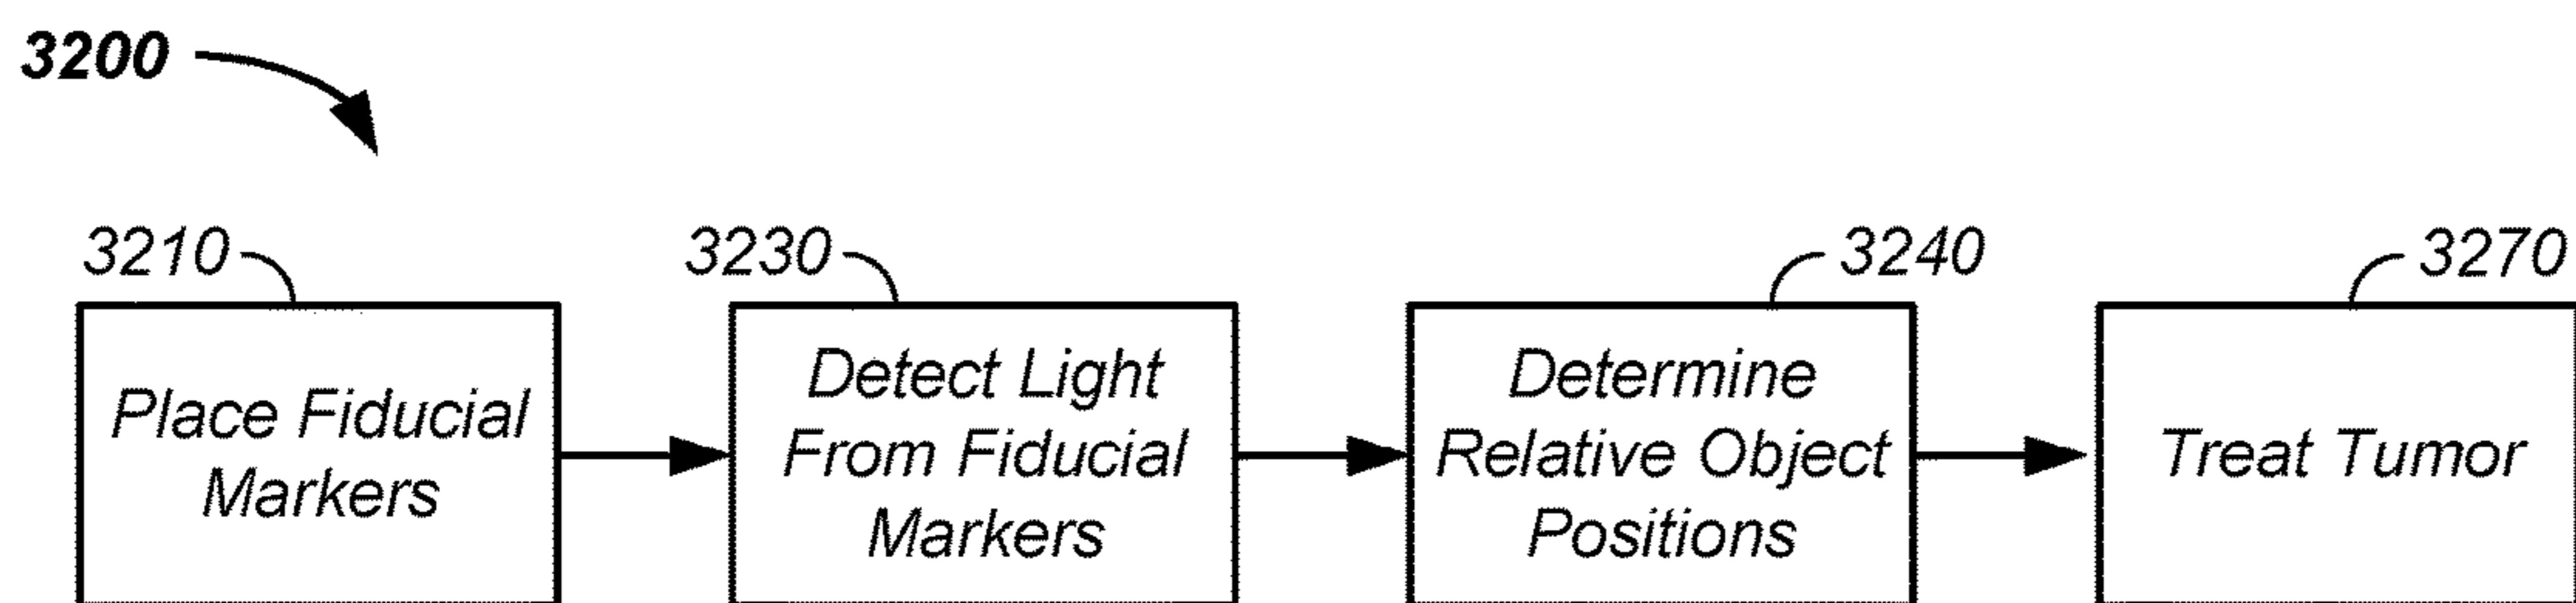 3200
3210
3230
3240
3270
Place Fiducial
Markers
Detect Light
From Fiducial
Markers
Determine
Relative Object
Positions
Treat Tumor